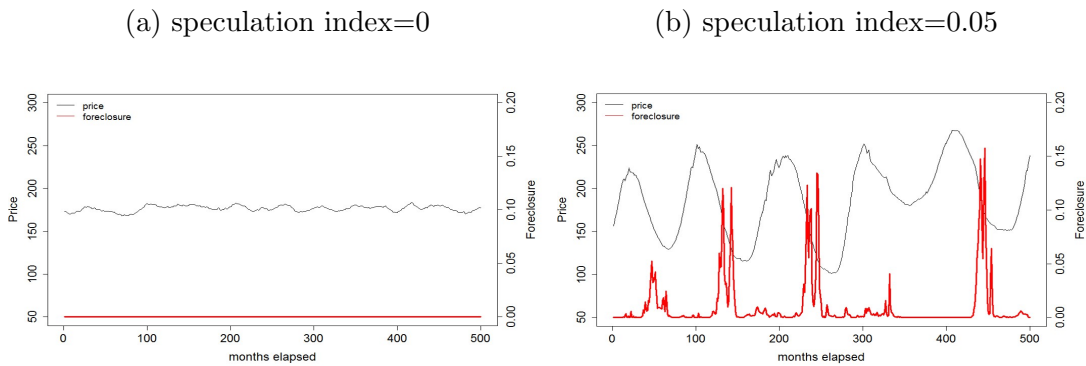 (a) speculation index=0
(b) speculation index=0.05
300
250
200
150
100
50
Price
price
foreclosure
0.20
0.15
0.10
0.05
0.00
Foreclosure
0
100
200
300
400
500
months elapsed
300
250
200
150
100
50
Price
price
foreclosure
0.20
0.15
0.10
0.05
0.00
Foreclosure
0
100
200
300
400
500
months elapsed